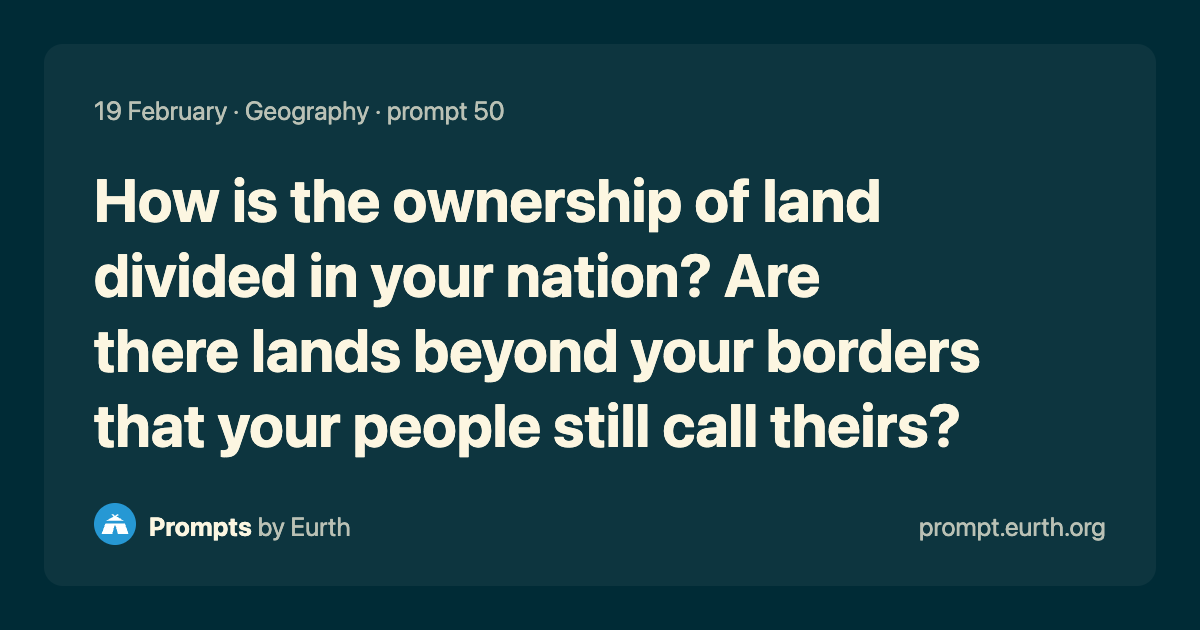 19 February · Geography · prompt 50
How is the ownership of land
divided in your nation? Are
there lands beyond your borders
that your people still call theirs?
Prompts by Eurth
prompt.eurth.org